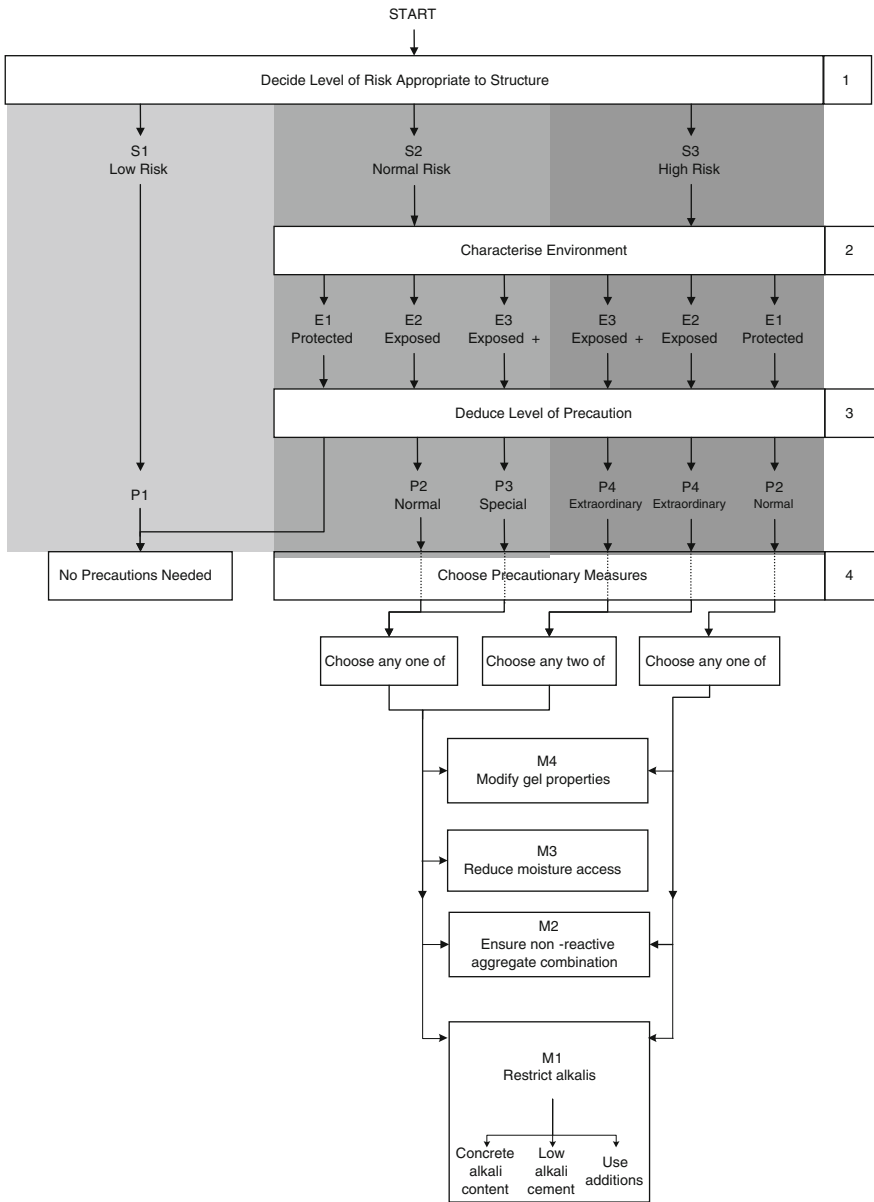 START
Decide Level of Risk Appropriate to Structure
1
S1
Low Risk
S2
Normal Risk
S3
High Risk
Characterise Environment
2
E1
Protected
E2
Exposed
E3
Exposed +
E3
Exposed +
E2
Exposed
E1
Protected
Deduce Level of Precaution
3
P1
P2
Normal
P3
Special
P4
Extraordinary
P4
Extraordinary
P2
Normal
No Precautions Needed
Choose Precautionary Measures
4
Choose any one of
Choose any two of
Choose any one of
M4
Modify gel properties
M3
Reduce moisture access
M2
Ensure non -reactive
aggregate combination
M1
Restrict alkalis
Concrete
alkali
content
Low
alkali
cement
Use
additions